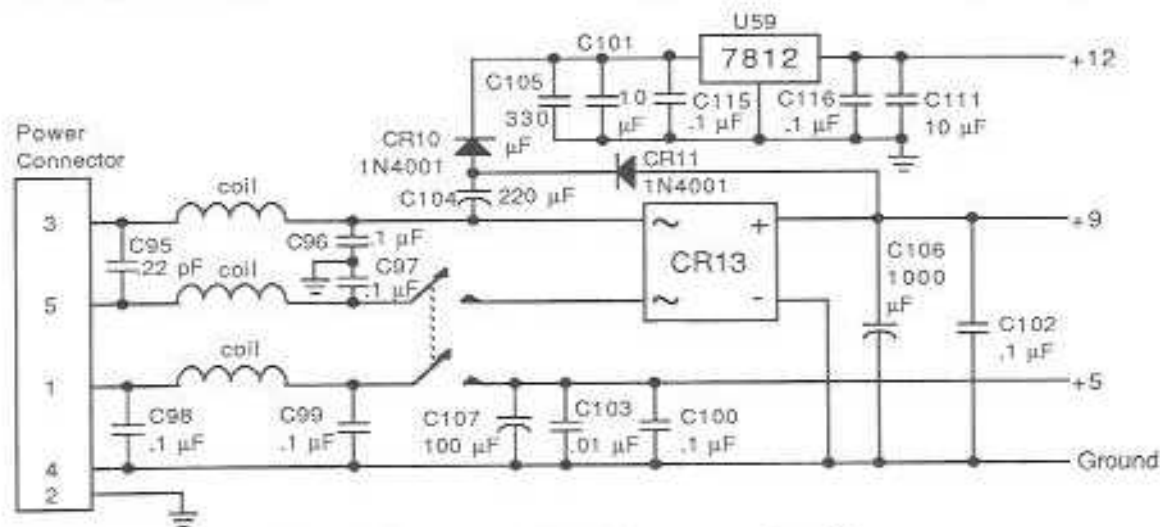 U59
7812
+12
C101
C105
330
µF
10
µF
C115
.1 µF
C116
.1 µF
C111
10 µF
Power
Connector
CR10
1N4001
CR11
1N4001
C104
220 µF
coil
3
~
+
+9
C95
.22 pF
C96
.1 µF
C97
.1 µF
CR13
C106
1000
µF
coil
5
~
-
C102
.1 µF
coil
1
+5
C98
.1 µF
C99
.1 µF
C107
100 µF
C103
.01 µF
C100
.1 µF
4
Ground
2